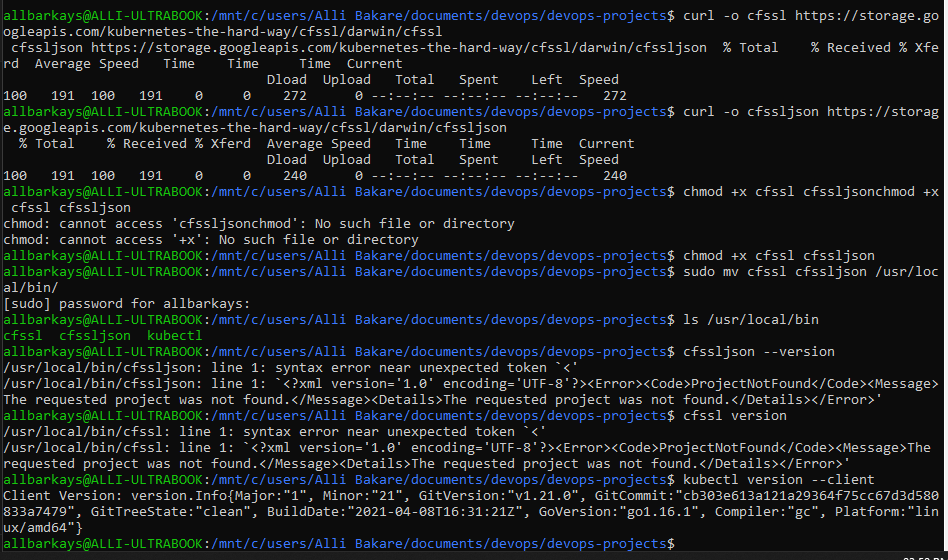 allbarkays@ALLI-ULTRABOOK:/mnt/c/users/Alli Bakare/documents/devops/devops-projects$ curl -o cfssl https://storage.go
ogleapis.com/kubernetes-the-hard-way/cfssl/darwin/cfssl
 cfssljson https://storage.googleapis.com/kubernetes-the-hard-way/cfssl/darwin/cfssljson  % Total    % Received % Xfe
rd  Average Speed   Time    Time     Time  Current
                                 Dload  Upload   Total   Spent    Left  Speed
100   191  100   191    0     0    272      0 --:--:-- --:--:-- --:--:--   272
allbarkays@ALLI-ULTRABOOK:/mnt/c/users/Alli Bakare/documents/devops/devops-projects$ curl -o cfssljson https://storag
e.googleapis.com/kubernetes-the-hard-way/cfssl/darwin/cfssljson
  % Total    % Received % Xferd  Average Speed   Time    Time     Time  Current
                                 Dload  Upload   Total   Spent    Left  Speed
100   191  100   191    0     0    240      0 --:--:-- --:--:-- --:--:--   240
allbarkays@ALLI-ULTRABOOK:/mnt/c/users/Alli Bakare/documents/devops/devops-projects$ chmod +x cfssl cfssljsonchmod +x
 cfssl cfssljson
chmod: cannot access 'cfssljsonchmod': No such file or directory
chmod: cannot access '+x': No such file or directory
allbarkays@ALLI-ULTRABOOK:/mnt/c/users/Alli Bakare/documents/devops/devops-projects$ chmod +x cfssl cfssljson
allbarkays@ALLI-ULTRABOOK:/mnt/c/users/Alli Bakare/documents/devops/devops-projects$ sudo mv cfssl cfssljson /usr/loc
al/bin/
[sudo] password for allbarkays:
allbarkays@ALLI-ULTRABOOK:/mnt/c/users/Alli Bakare/documents/devops/devops-projects$ ls /usr/local/bin
cfssl  cfssljson  kubectl
allbarkays@ALLI-ULTRABOOK:/mnt/c/users/Alli Bakare/documents/devops/devops-projects$ cfssljson --version
/usr/local/bin/cfssljson: line 1: syntax error near unexpected token `<'
/usr/local/bin/cfssljson: line 1: `<?xml version='1.0' encoding='UTF-8'?><Error><Code>ProjectNotFound</Code><Message>
The requested project was not found.</Message><Details>The requested project was not found.</Details></Error>'
allbarkays@ALLI-ULTRABOOK:/mnt/c/users/Alli Bakare/documents/devops/devops-projects$ cfssl version
/usr/local/bin/cfssl: line 1: syntax error near unexpected token `<'
/usr/local/bin/cfssl: line 1: `<?xml version='1.0' encoding='UTF-8'?><Error><Code>ProjectNotFound</Code><Message>The
requested project was not found.</Message><Details>The requested project was not found.</Details></Error>'
allbarkays@ALLI-ULTRABOOK:/mnt/c/users/Alli Bakare/documents/devops/devops-projects$ kubectl version --client
Client Version: version.Info{Major:"1", Minor:"21", GitVersion:"v1.21.0", GitCommit:"cb303e613a121a29364f75cc67d3d580
833a7479", GitTreeState:"clean", BuildDate:"2021-04-08T16:31:21Z", GoVersion:"go1.16.1", Compiler:"gc", Platform:"lin
ux/amd64"}
allbarkays@ALLI-ULTRABOOK:/mnt/c/users/Alli Bakare/documents/devops/devops-projects$